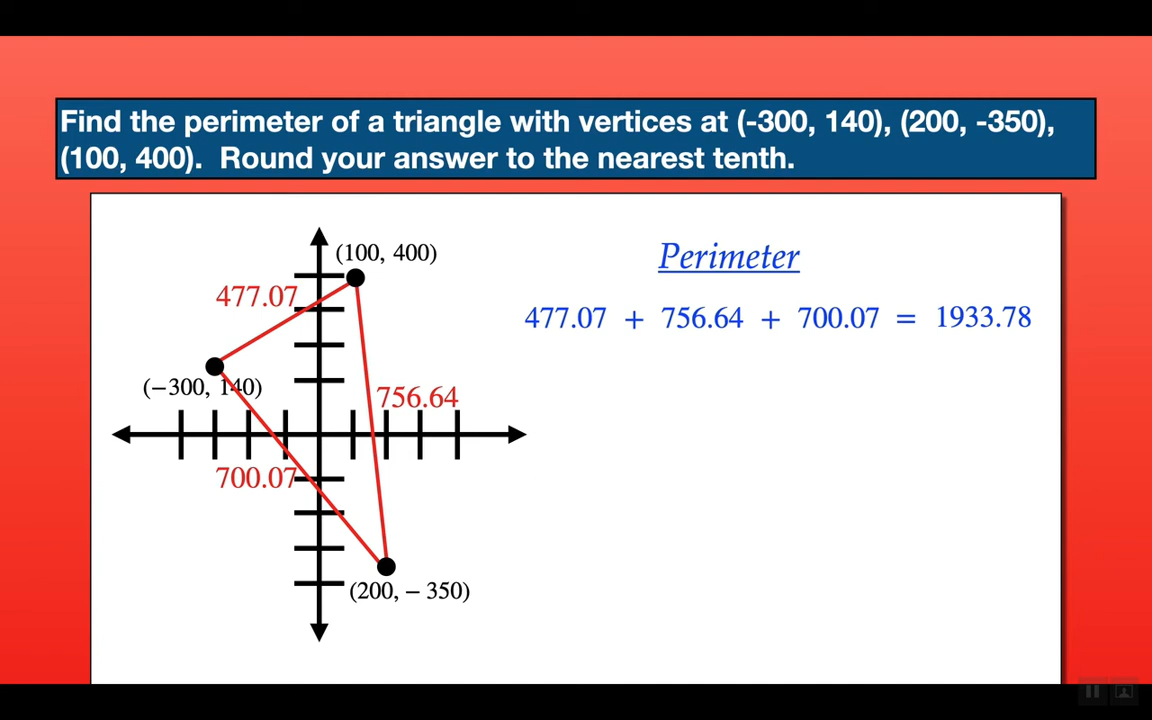 Find the perimeter of a triangle with vertices at (-300, 140), (200, -350),
(100, 400).  Round your answer to the nearest tenth.
(100, 400)
Perimeter
477.07
477.07 + 756.64 + 700.07 = 1933.78
(−300, 140)
756.64
700.07
(200, − 350)